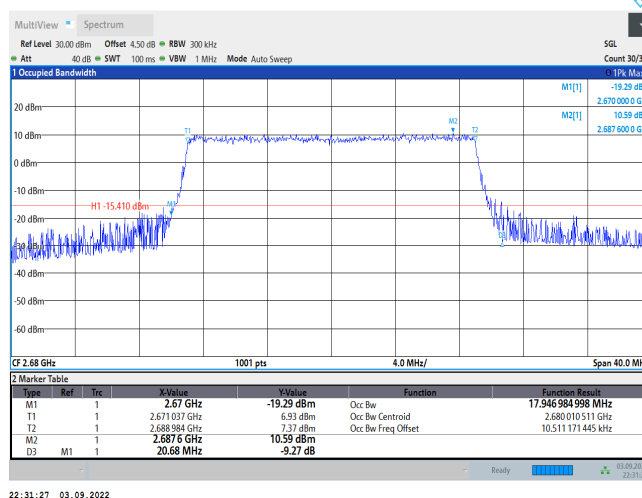 MultiView Spectrum
Ref Level 30.00 dBm Offset 4.50 dB RBW 300 kHz SGL
Att 40 dB SWT 100 ms VBW 1 MHz Mode Auto Sweep Count 30/3
1 Occupied Bandwidth 1Pk Max
M1[1] -19.29 dB
2.670 000 0 G
M2[1] 10.59 dB
2.687 600 0 G
20 dBm
M2
T1 T2
10 dBm
0 dBm
-10 dBm
H1 -15.410 dBm M1
-20 dBm
D3
-30 dBm
-40 dBm
-50 dBm
-60 dBm
CF 2.68 GHz 1001 pts 4.0 MHz/ Span 40.0 MH
2 Marker Table
Type Ref Trc X-Value Y-Value Function Function Result
M1 1 2.67 GHz -19.29 dBm Occ Bw 17.946 984 998 MHz
T1 1 2.671 037 GHz 6.93 dBm Occ Bw Centroid 2.680 010 511 GHz
T2 1 2.688 984 GHz 7.37 dBm Occ Bw Freq Offset 10.511 171 445 kHz
M2 1 2.687 6 GHz 10.59 dBm
D3 M1 1 20.68 MHz -9.27 dB
Ready 03.09.20
22:31:
22:31:27 03.09.2022